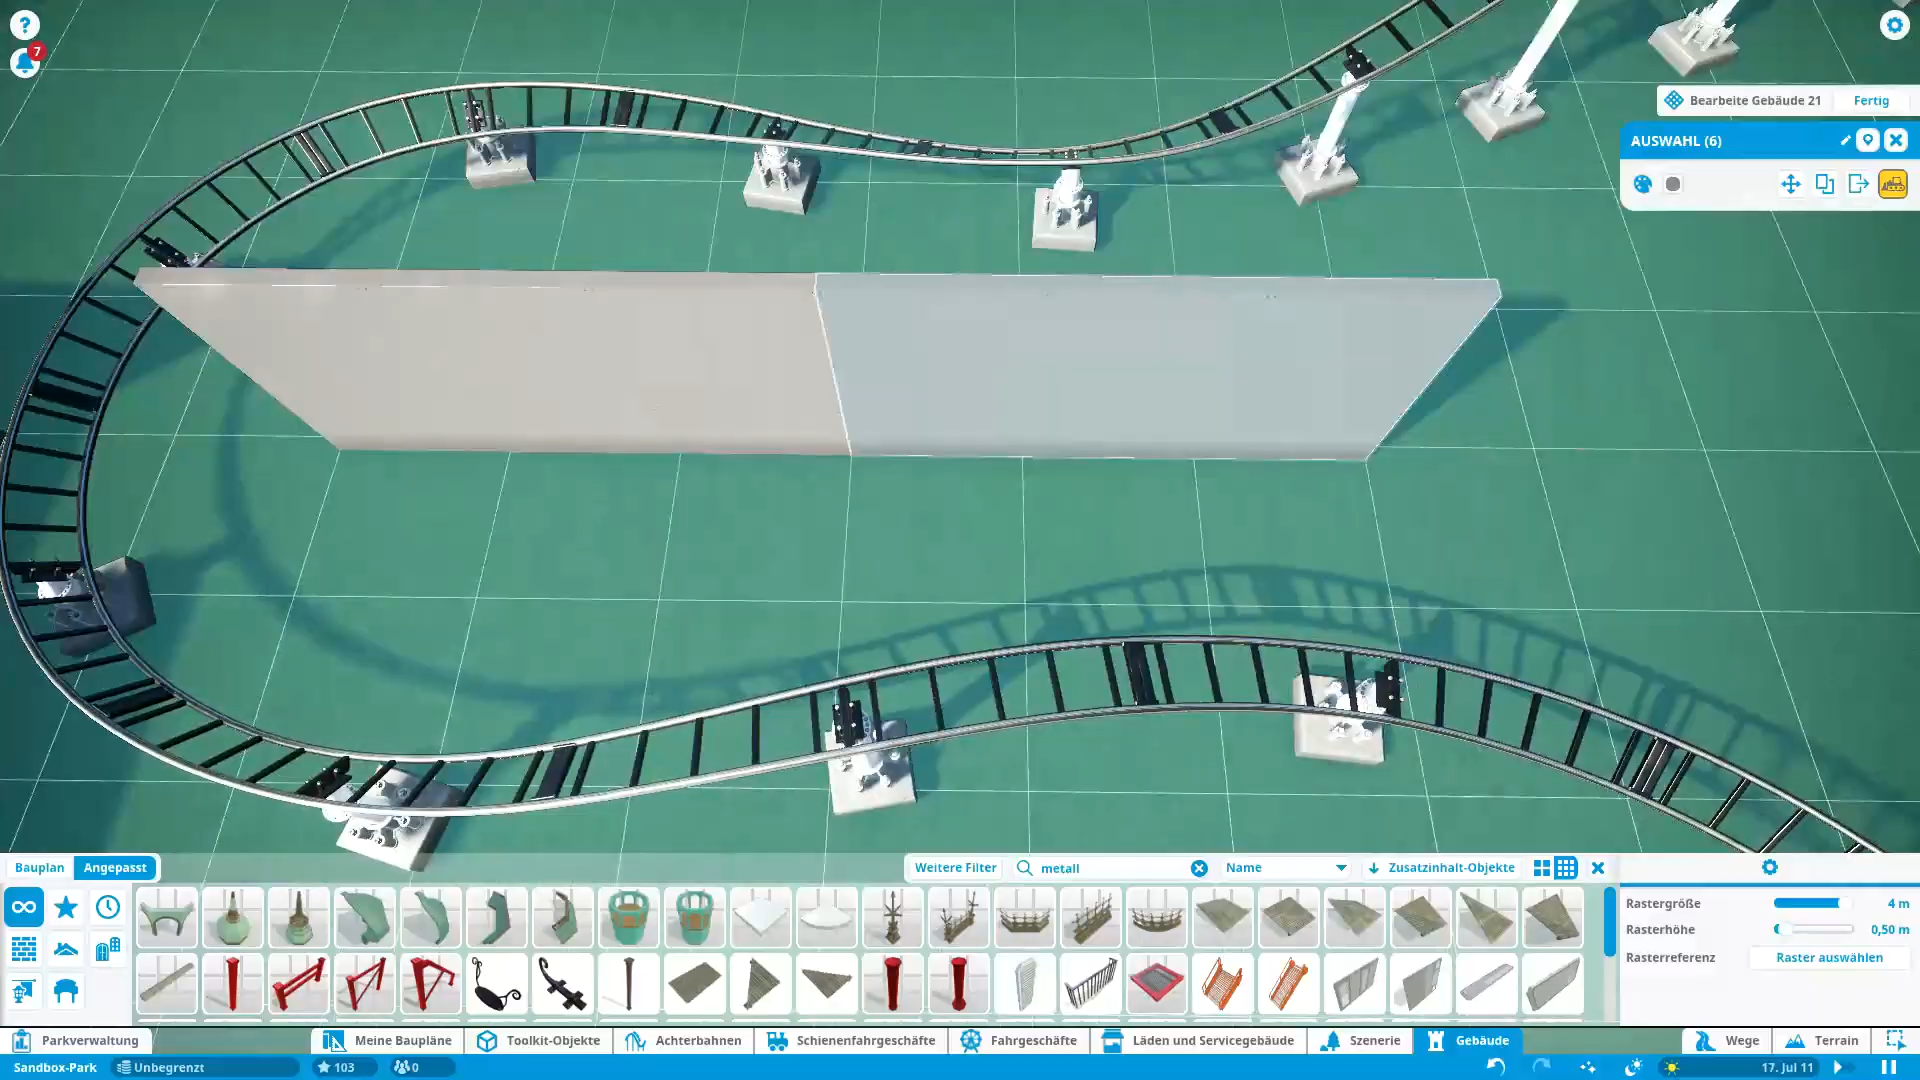 ?
7
Bearbeite Gebäude 21
Fertig
AUSWAHL (6)
Bauplan
Angepasst
Weitere Filter
metall
Name
Zusatzinhalt-Objekte
Rastergröße
4 m
Rasterhöhe
0,50 m
Rasterreferenz
Raster auswählen
Parkverwaltung
Meine Baupläne
Toolkit-Objekte
Achterbahnen
Schienenfahrgeschäfte
Fahrgeschäfte
Läden und Servicegebäude
Szenerie
Gebäude
Wege
Terrain
Sandbox-Park
Unbegrenzt
103
0
17. Jul 11